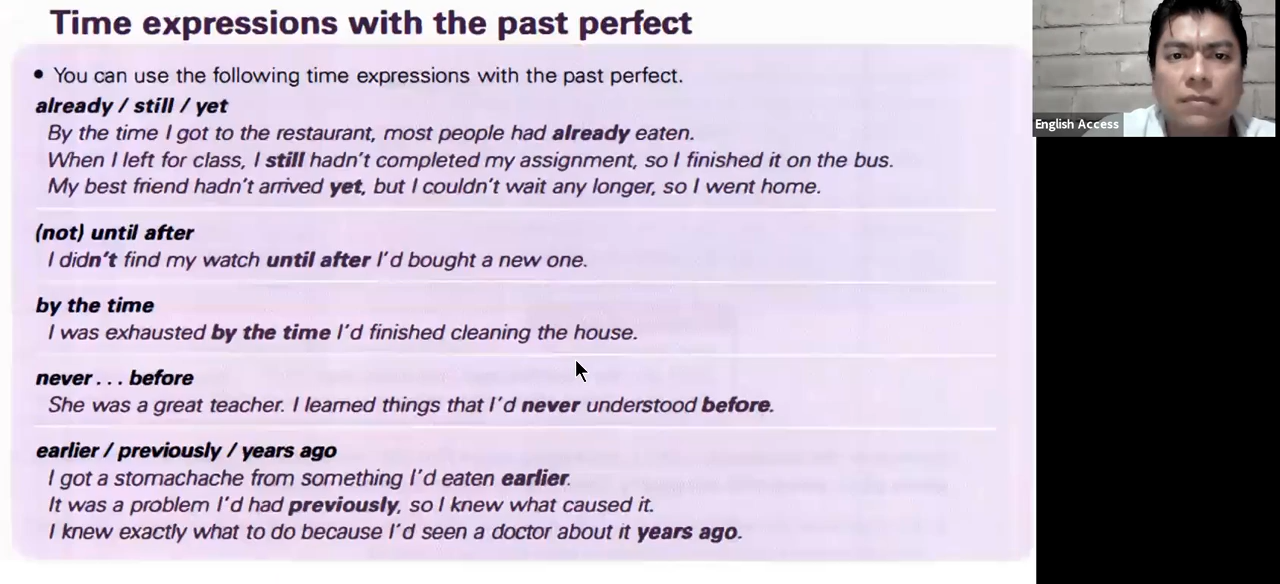 Time expressions with the past perfect
• You can use the following time expressions with the past perfect.
already / still / yet
By the time I got to the restaurant, most people had already eaten.
When I left for class, I still hadn't completed my assignment, so I finished it on the bus.
My best friend hadn't arrived yet, but I couldn't wait any longer, so I went home.
(not) until after
I didn't find my watch until after I'd bought a new one.
by the time
I was exhausted by the time I'd finished cleaning the house.
never . . . before
She was a great teacher. I learned things that I'd never understood before.
earlier / previously / years ago
I got a stomachache from something I'd eaten earlier.
It was a problem I'd had previously, so I knew what caused it.
I knew exactly what to do because I'd seen a doctor about it years ago.
English Access